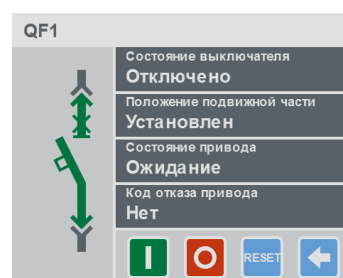 QF1
Состояние выключателя
Отключено
Положение подвижной части
Установлен
Состояние привода
Ожидание
Код отказа привода
Нет
RESET